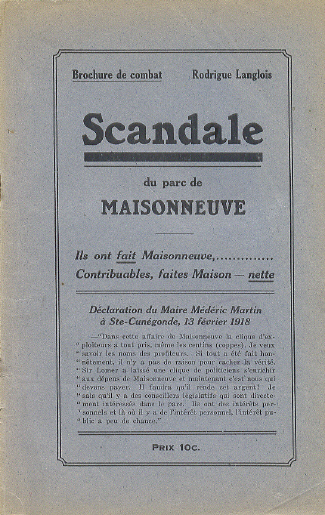 Brochure de combat Rodrigue Langlois
Scandale
du parc de
MAISONNEUVE
Ils ont fait Maisonneuve,..............
Contribuables, faites Maison — nette
Déclaration du Maire Médéric Martin
à Ste-Cunégonde, 13 février 1918
—"Dans cette affaire de Maisonneuve la clique d'ex-
"ploiteurs a tout pris, même les centins (coppes). Je veux
"savoir les noms des profiteurs. Si tout a été fait hon-
"nêtement, il n'y a pas de raison pour cacher la vérité.
"Sir Lomer a laissé une clique de politiciens s'enrichir
"aux dépens de Maisonneuve et maintenant c'est nous qui
"devons payer. Il faudra qu'il rende cet argent! Je
"sais qu'il y a des conseillers législatifs qui sont directe-
"ment intéressés dans le parc. Ils ont des intérêts per-
"sonnels et là où il y a de l'intérêt personnel, l'intérêt pu-
"blic a peu de chance."
PRIX 10c.